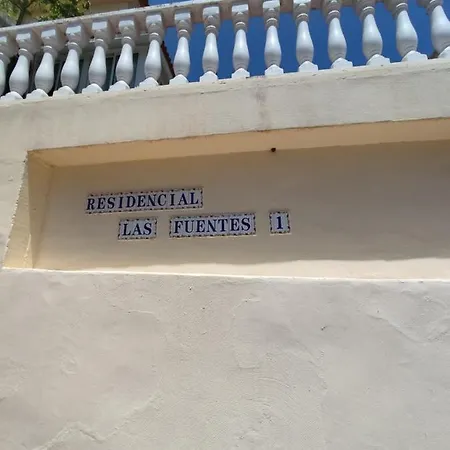 RESIDENCIAL
LAS FUENTES 1